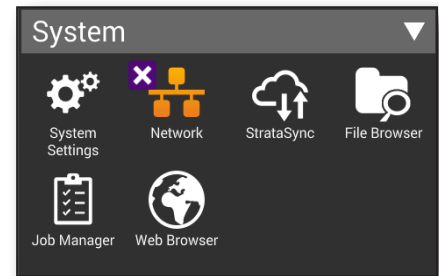 System
System
Settings
Network
StrataSync
File Browser
Job Manager
Web Browser